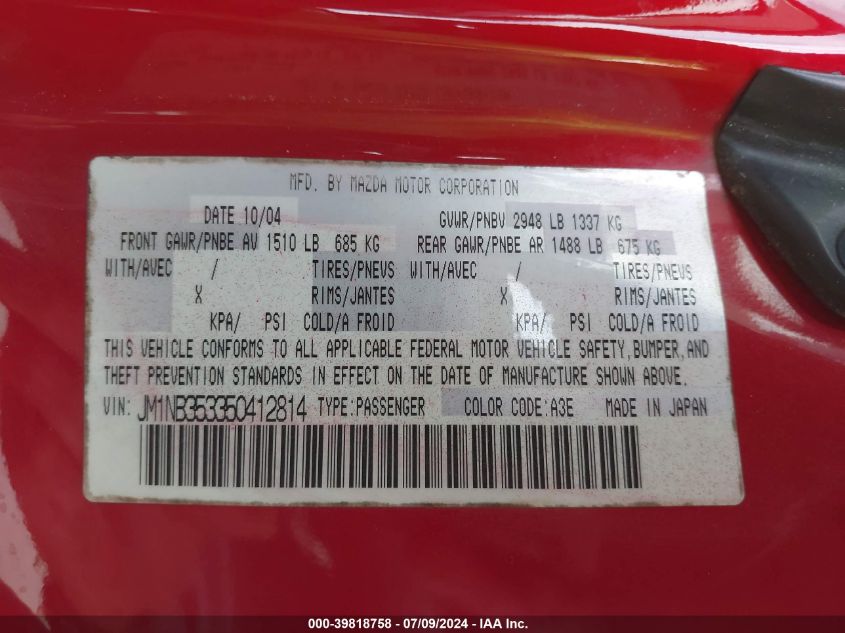 MFD. BY MAZDA MOTOR CORPORATION
DATE 10/04 GVWR/PNBV 2948 LB 1337 KG
FRONT GAWR/PNBE AV 1510 LB 685 KG REAR GAWR/PNBE AR 1488 LB 675 KG
WITH/AVEC / TIRES/PNEUS WITH/AVEC / TIRES/PNEUS
X RIMS/JANTES X RIMS/JANTES
KPA/ PSI COLD/A FROID KPA/ PSI COLD/A FROID
THIS VEHICLE CONFORMS TO ALL APPLICABLE FEDERAL MOTOR VEHICLE SAFETY,BUMPER,AND
THEFT PREVENTION STANDARDS IN EFFECT ON THE DATE OF MANUFACTURE SHOWN ABOVE.
VIN: JM1NB353350412814 TYPE:PASSENGER COLOR CODE:A3E MADE IN JAPAN
000-39818758 - 07/09/2024 - IAA Inc.